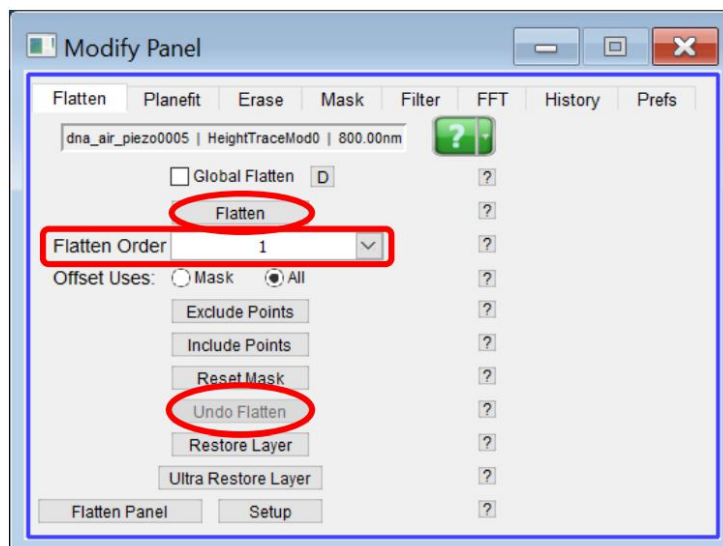 Modify Panel
Flatten Planefit Erase Mask Filter FFT History Prefs
dna_air_piezo0005 | HeightTraceMod0 | 800.00nm ?
Global Flatten D ?
Flatten ?
Flatten Order 1 ?
Offset Uses: Mask All ?
Exclude Points ?
Include Points ?
Reset Mask ?
Undo Flatten ?
Restore Layer ?
Ultra Restore Layer ?
Flatten Panel Setup ?